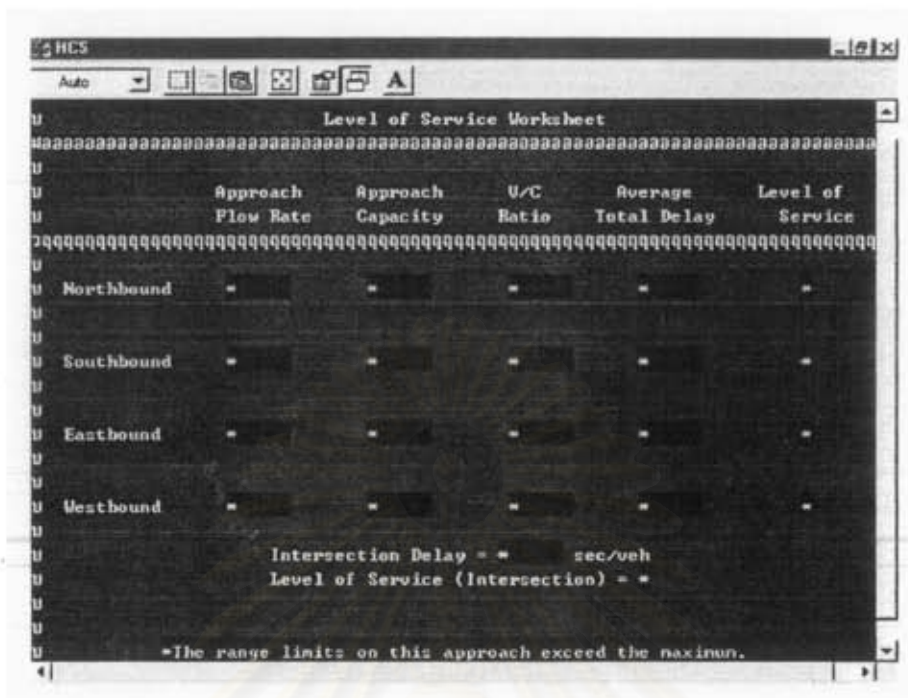 HCS
Auto
A
U Level of Service Worksheet
U
U Approach Approach V/C Average Level of
U Flow Rate Capacity Ratio Total Delay Service
U
U Northbound * * * * *
U
U
U Southbound * * * * *
U
U
U Eastbound * * * * *
U
U
U Westbound * * * * *
U
U Intersection Delay = * sec/veh
U Level of Service (Intersection) = *
U
U
U *The range limits on this approach exceed the maximun.